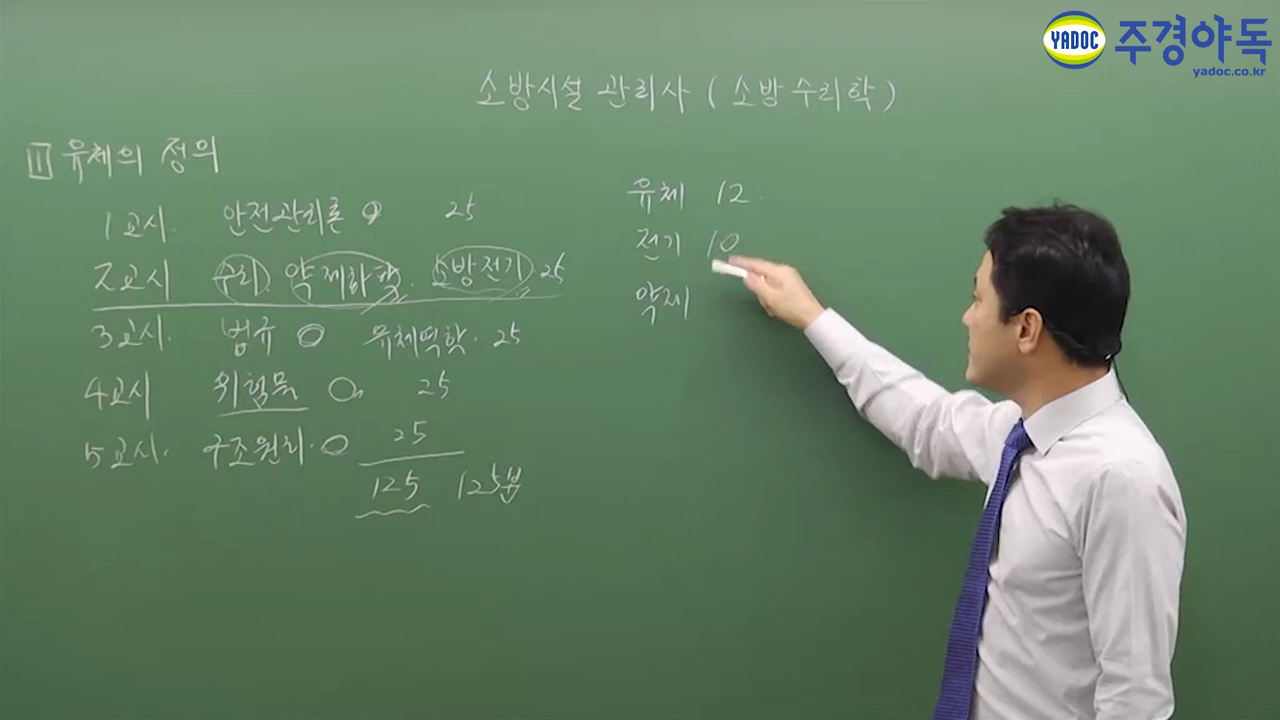 YADOC 주경야독
yadoc.co.kr
소방시설 관리사 ( 소방수리학 )
1 유체의 정의
1교시. 안전관리론 25
2교시 수리. 약제화학. 소방전기. 25
3교시. 법규 유체역학. 25
4교시 위험물 25
5교시. 구조원리. 25
125 125분
유체 12.
전기 10
약제